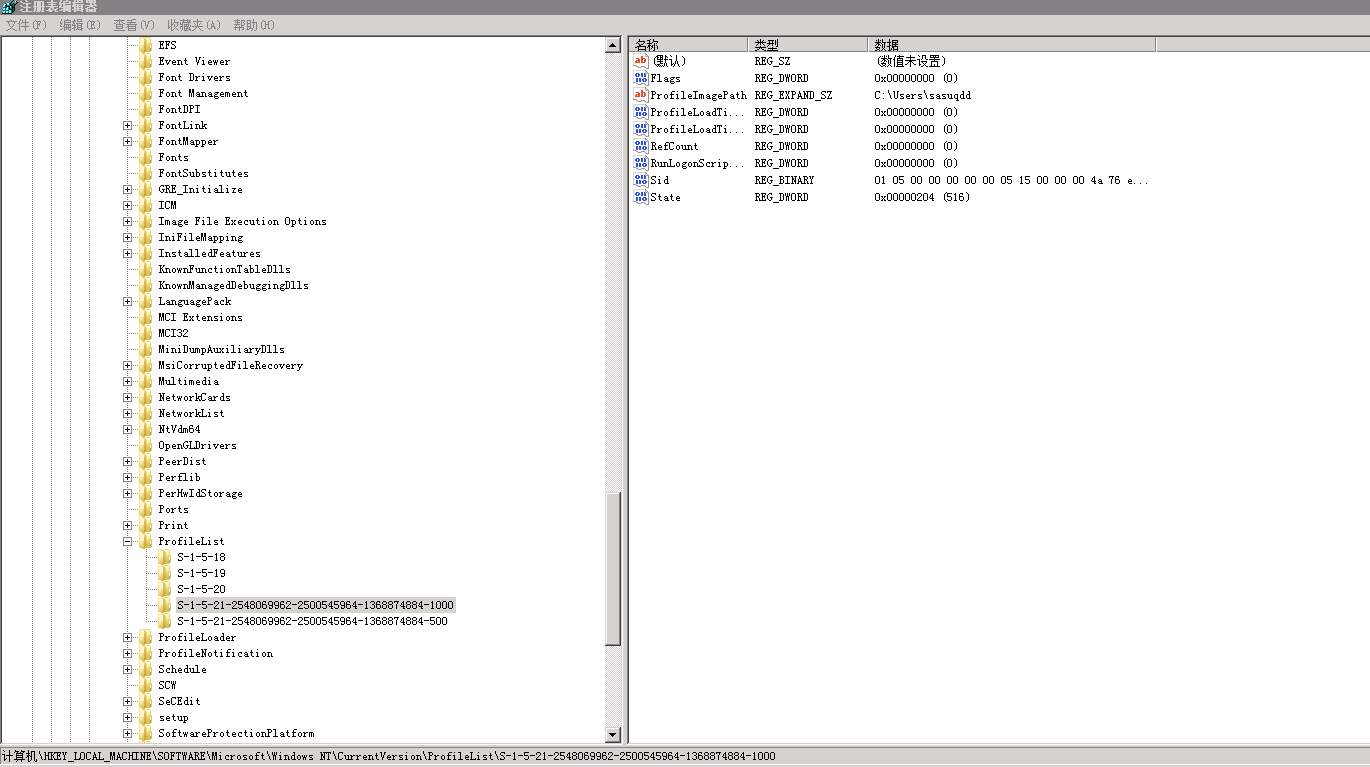 注册表编辑器
文件(F) 编辑(E) 查看(V) 收藏夹(A) 帮助(H)
EFS
Event Viewer
Font Drivers
Font Management
FontDPI
FontLink
FontMapper
Fonts
FontSubstitutes
GRE_Initialize
ICM
Image File Execution Options
IniFileMapping
InstalledFeatures
KnownFunctionTableDlls
KnownManagedDebuggingDlls
LanguagePack
MCI Extensions
MCI32
MiniDumpAuxiliaryDlls
MsiCorruptedFileRecovery
Multimedia
NetworkCards
NetworkList
NtVdm64
OpenGLDrivers
PeerDist
Perflib
PerHwIdStorage
Ports
Print
ProfileList
S-1-5-18
S-1-5-19
S-1-5-20
S-1-5-21-2548069962-2500545964-1368874884-1000
S-1-5-21-2548069962-2500545964-1368874884-500
ProfileLoader
ProfileNotification
Schedule
SCW
SeCEdit
setup
SoftwareProtectionPlatform
名称 类型 数据
(默认) REG_SZ (数值未设置)
Flags REG_DWORD 0x00000000 (0)
ProfileImagePath REG_EXPAND_SZ C:\Users\sasuqdd
ProfileLoadTi... REG_DWORD 0x00000000 (0)
ProfileLoadTi... REG_DWORD 0x00000000 (0)
RefCount REG_DWORD 0x00000000 (0)
RunLogonScrip... REG_DWORD 0x00000000 (0)
Sid REG_BINARY 01 05 00 00 00 00 00 05 15 00 00 00 4a 76 e...
State REG_DWORD 0x00000204 (516)
计算机\HKEY_LOCAL_MACHINE\SOFTWARE\Microsoft\Windows NT\CurrentVersion\ProfileList\S-1-5-21-2548069962-2500545964-1368874884-1000